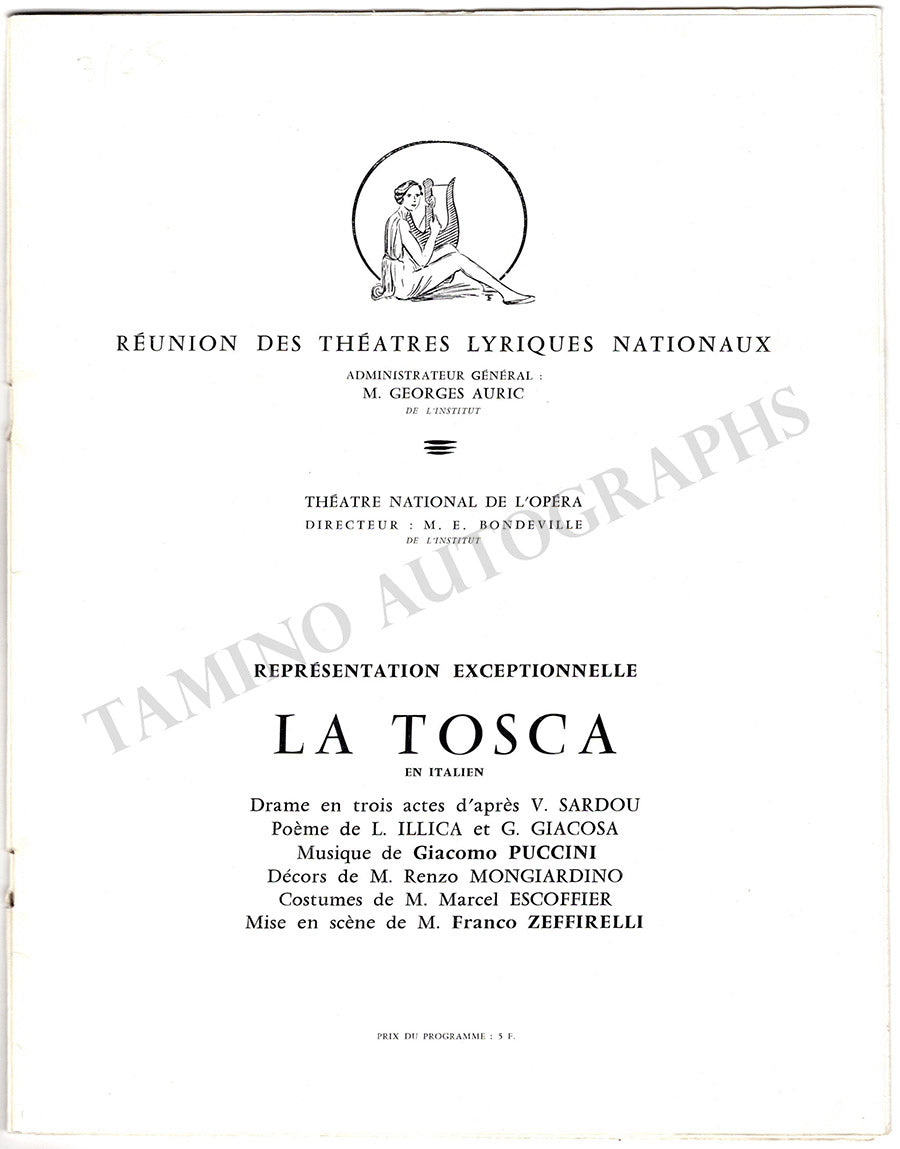 3/65
RÉUNION DES THÉATRES LYRIQUES NATIONAUX
ADMINISTRATEUR GÉNÉRAL :
M. GEORGES AURIC
DE L'INSTITUT
THÉATRE NATIONAL DE L'OPÉRA
DIRECTEUR : M. E. BONDEVILLE
DE L'INSTITUT
TAMINO AUTOGRAPHS
REPRÉSENTATION EXCEPTIONNELLE
LA TOSCA
EN ITALIEN
Drame en trois actes d'après V. SARDOU
Poème de L. ILLICA et G. GIACOSA
Musique de Giacomo PUCCINI
Décors de M. Renzo MONGIARDINO
Costumes de M. Marcel ESCOFFIER
Mise en scène de M. Franco ZEFFIRELLI
PRIX DU PROGRAMME : 5 F.